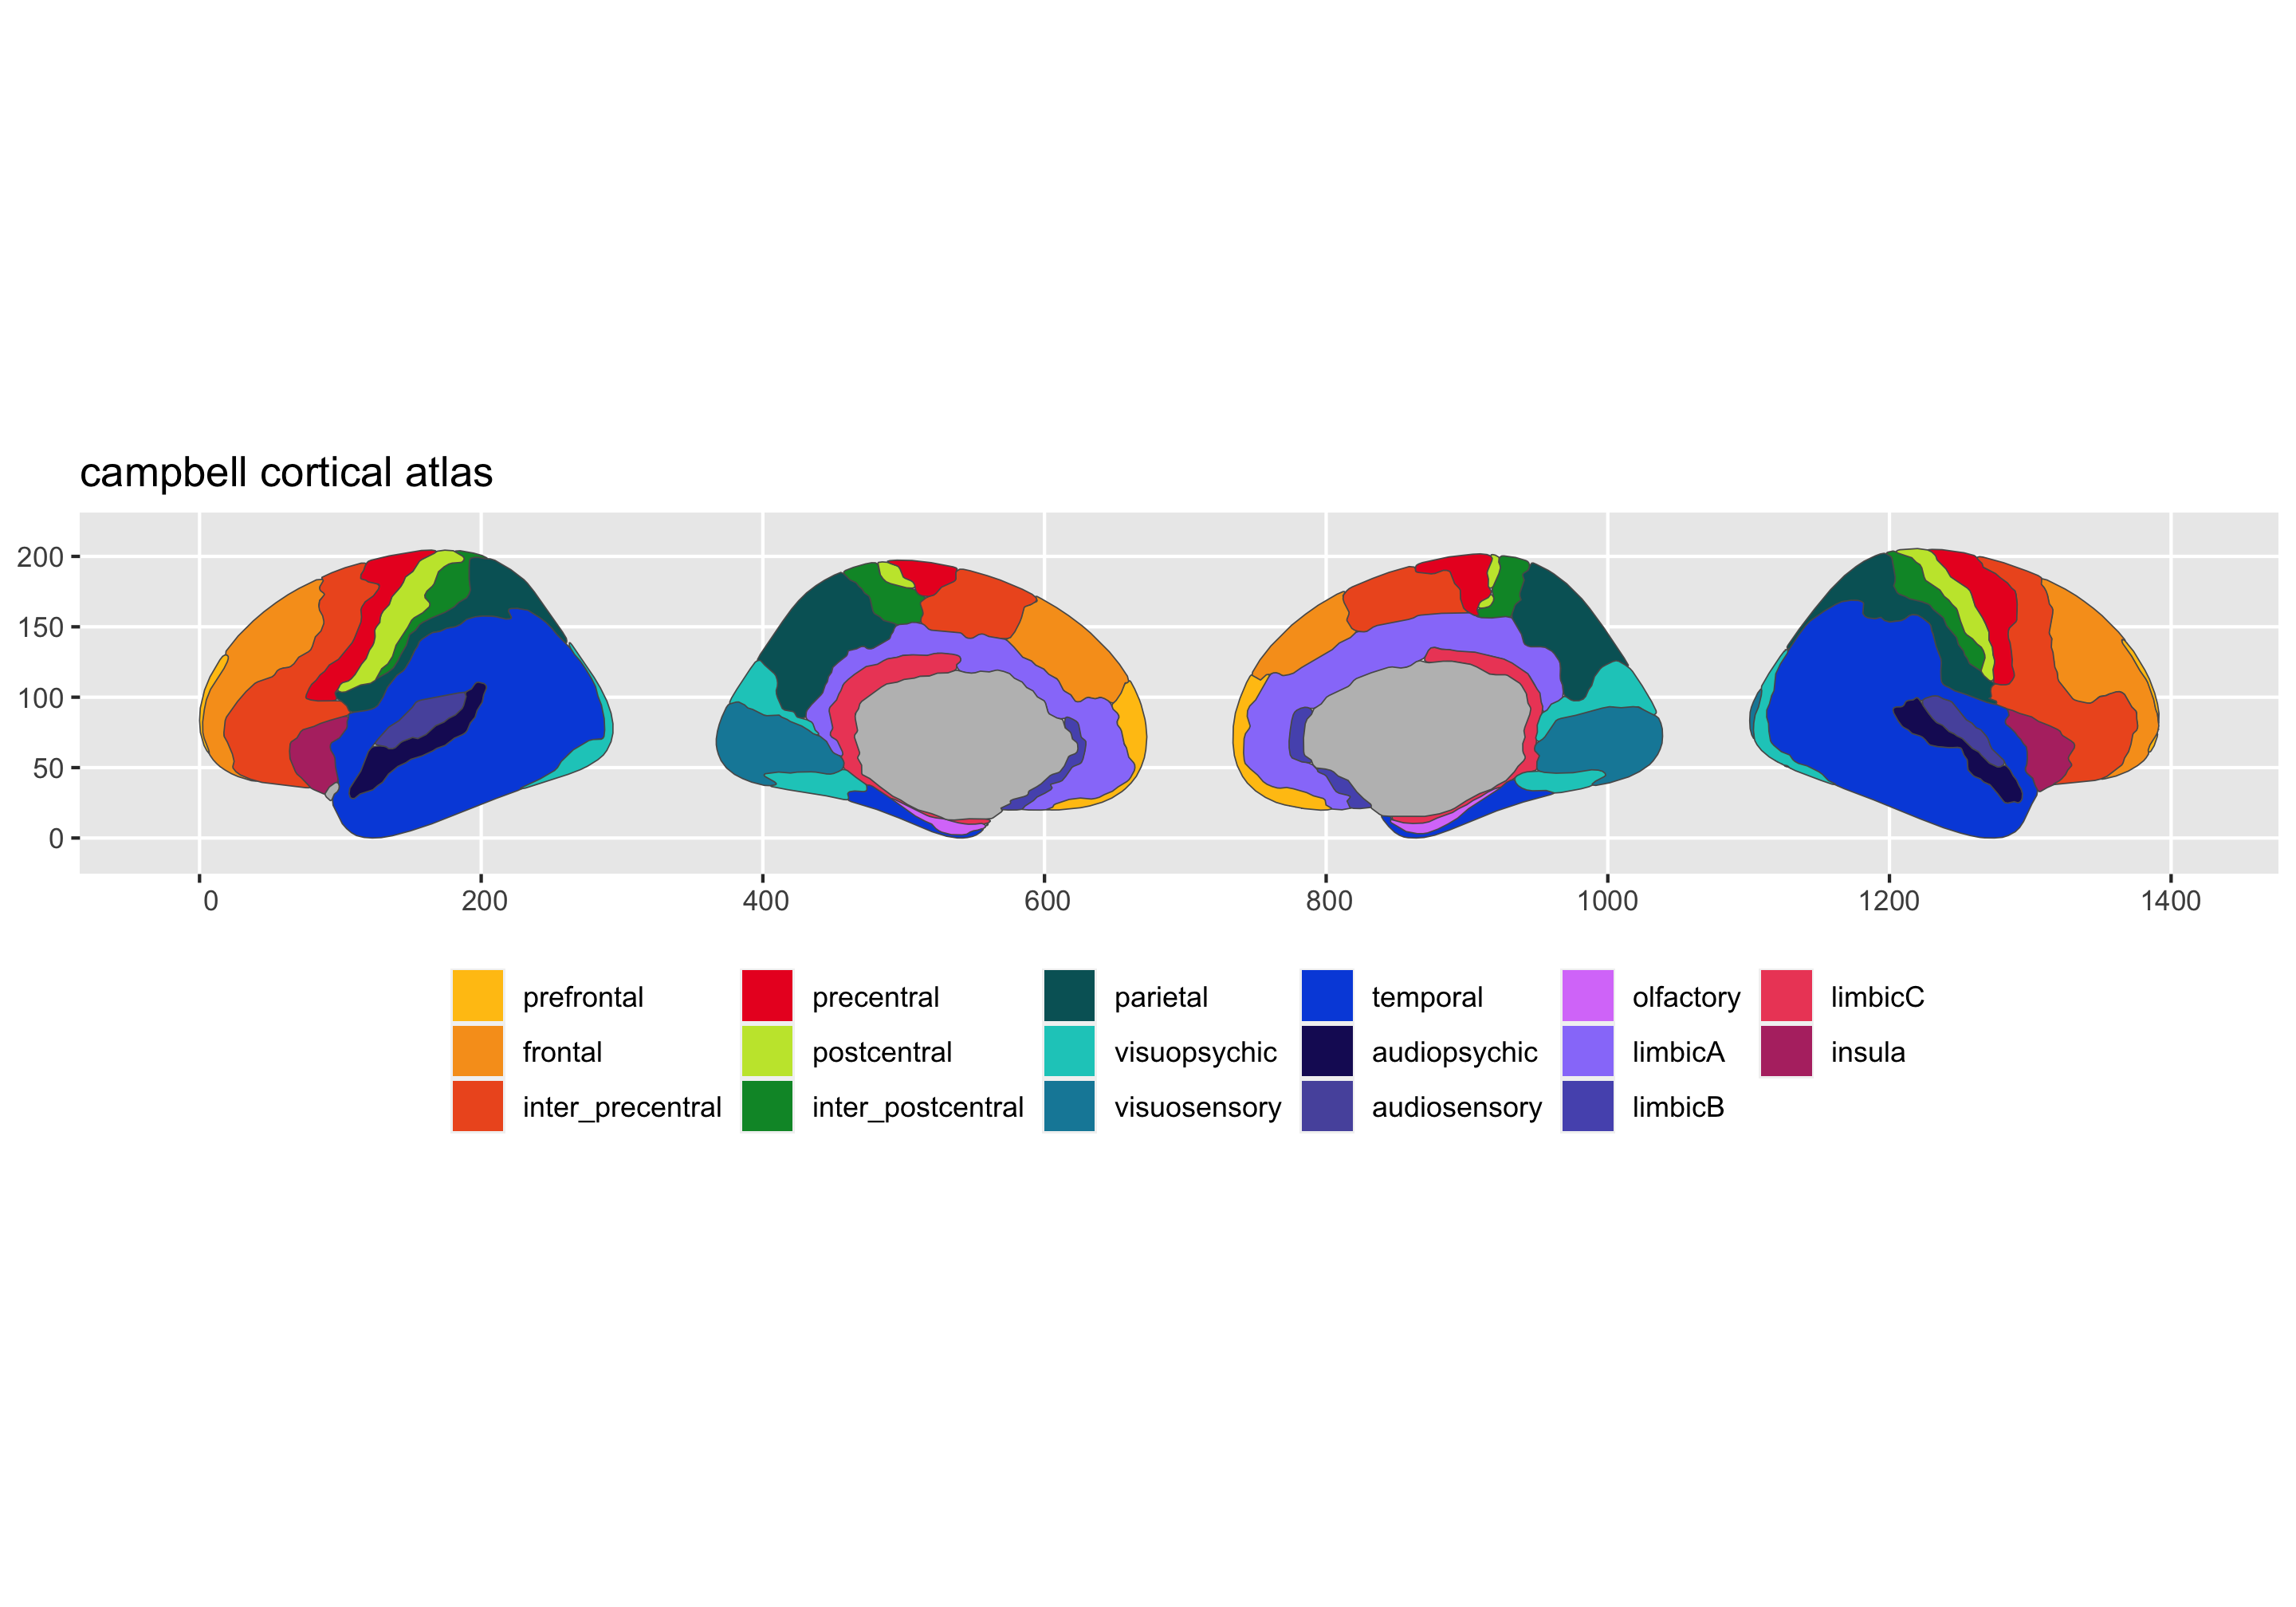 campbell cortical atlas
200
150
100
50
0
0 200 400 600 800 1000 1200 1400
prefrontal precentral parietal temporal olfactory limbicC
frontal postcentral visuopsychic audiopsychic limbicA insula
inter_precentral inter_postcentral visuosensory audiosensory limbicB